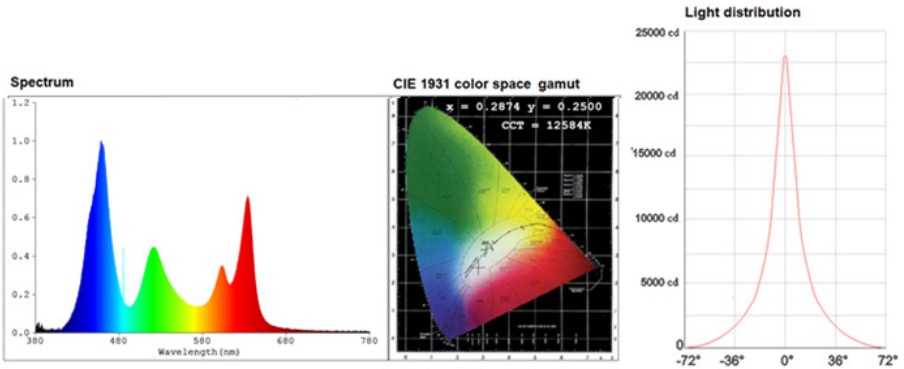 Spectrum
1.2
1.0
0.8
0.6
0.4
0.2
0.0
380 480 580 680 780
Wavelength(nm)
CIE 1931 color space gamut
x = 0.2874 y = 0.2500
CCT = 12584K
Light distribution
25000 cd
20000 cd
15000 cd
10000 cd
5000 cd
0
-72° -36° 0° 36° 72°